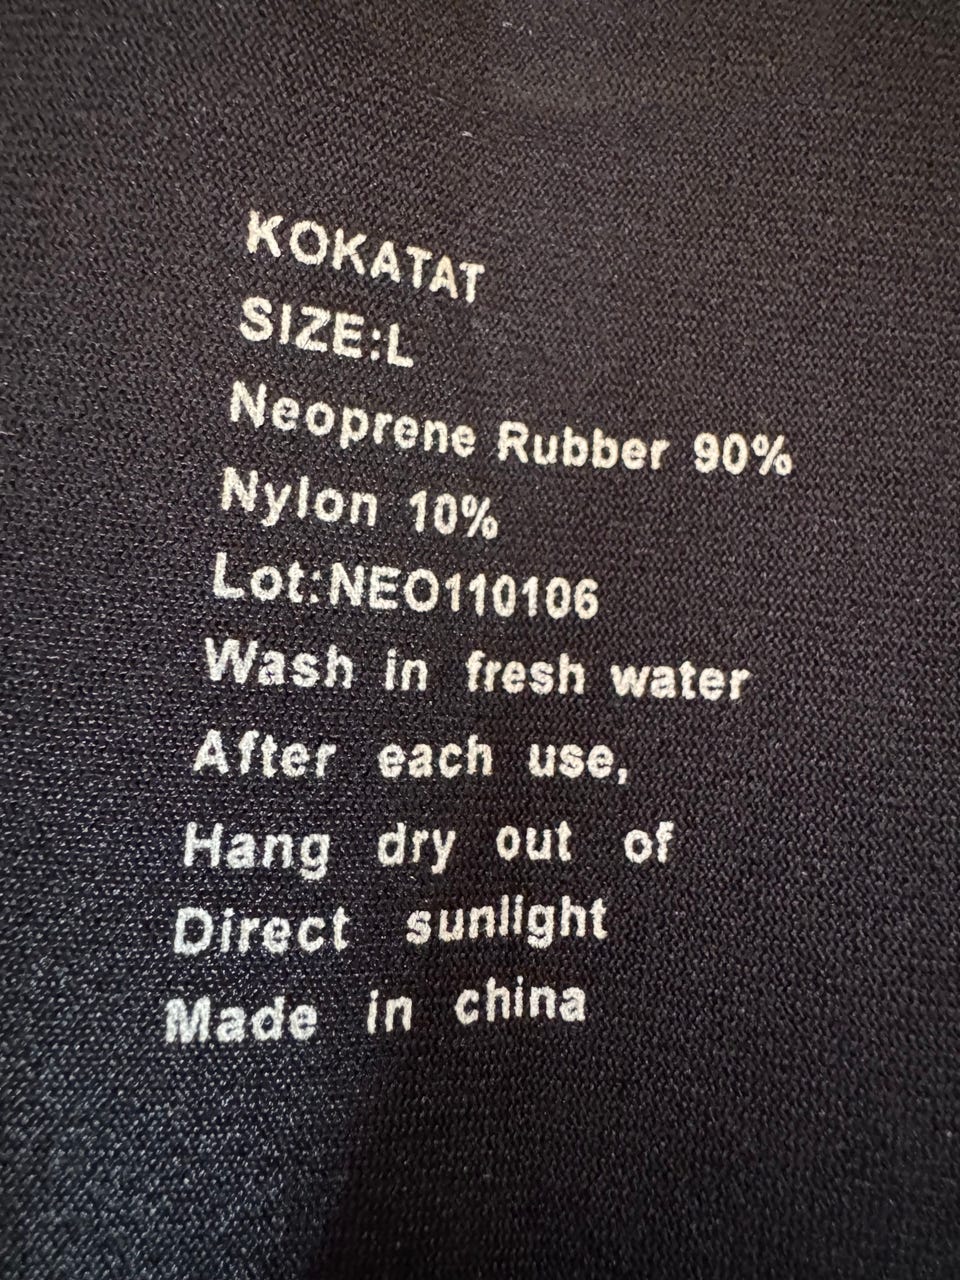 KOKATAT
SIZE:L
Neoprene Rubber 90%
Nylon 10%
Lot:NEO110106
Wash in fresh water
After each use,
Hang dry out of
Direct sunlight
Made in china